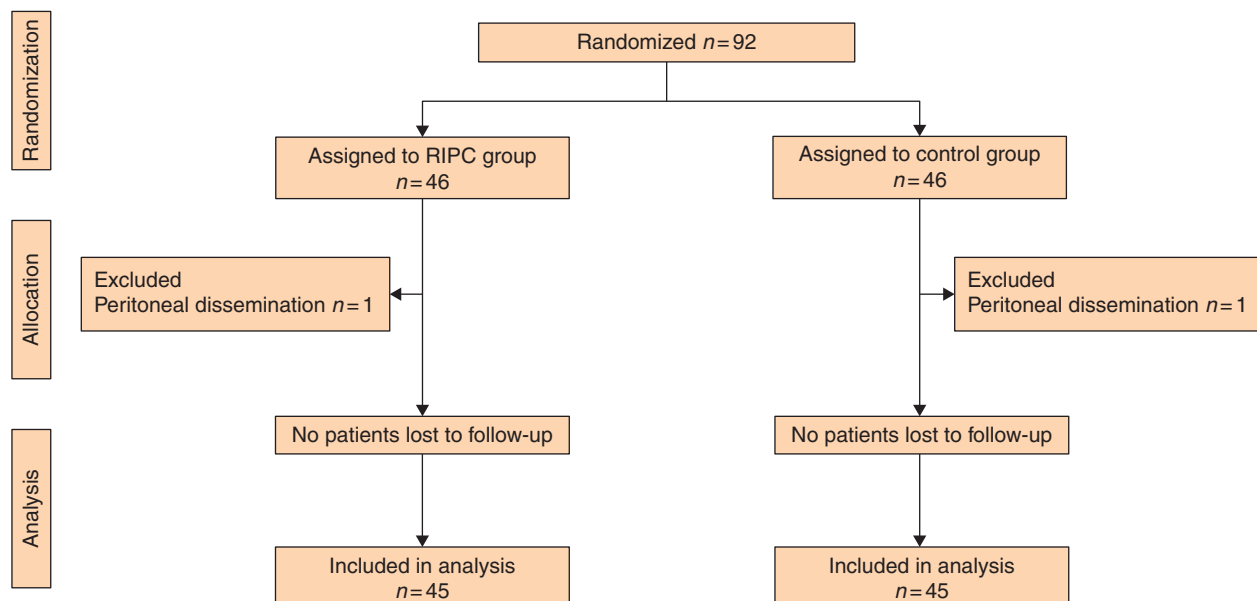 Randomization
Randomized n=92
Assigned to RIPC group
n=46
Assigned to control group
n=46
Allocation
Excluded
Peritoneal dissemination n=1
Excluded
Peritoneal dissemination n=1
Analysis
No patients lost to follow-up
No patients lost to follow-up
Included in analysis
n=45
Included in analysis
n=45